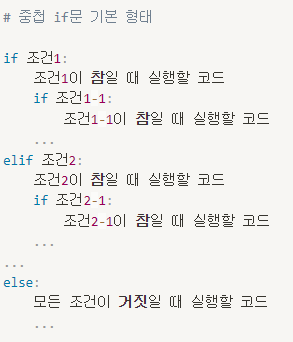 # 중첩 if문 기본 형태
if 조건1:
조건1이 참일 때 실행할 코드
if 조건1-1:
조건1-1이 참일 때 실행할 코드
...
elif 조건2:
조건2이 참일 때 실행할 코드
if 조건2-1:
조건2-1이 참일 때 실행할 코드
...
...
else:
모든 조건이 거짓일 때 실행할 코드
...